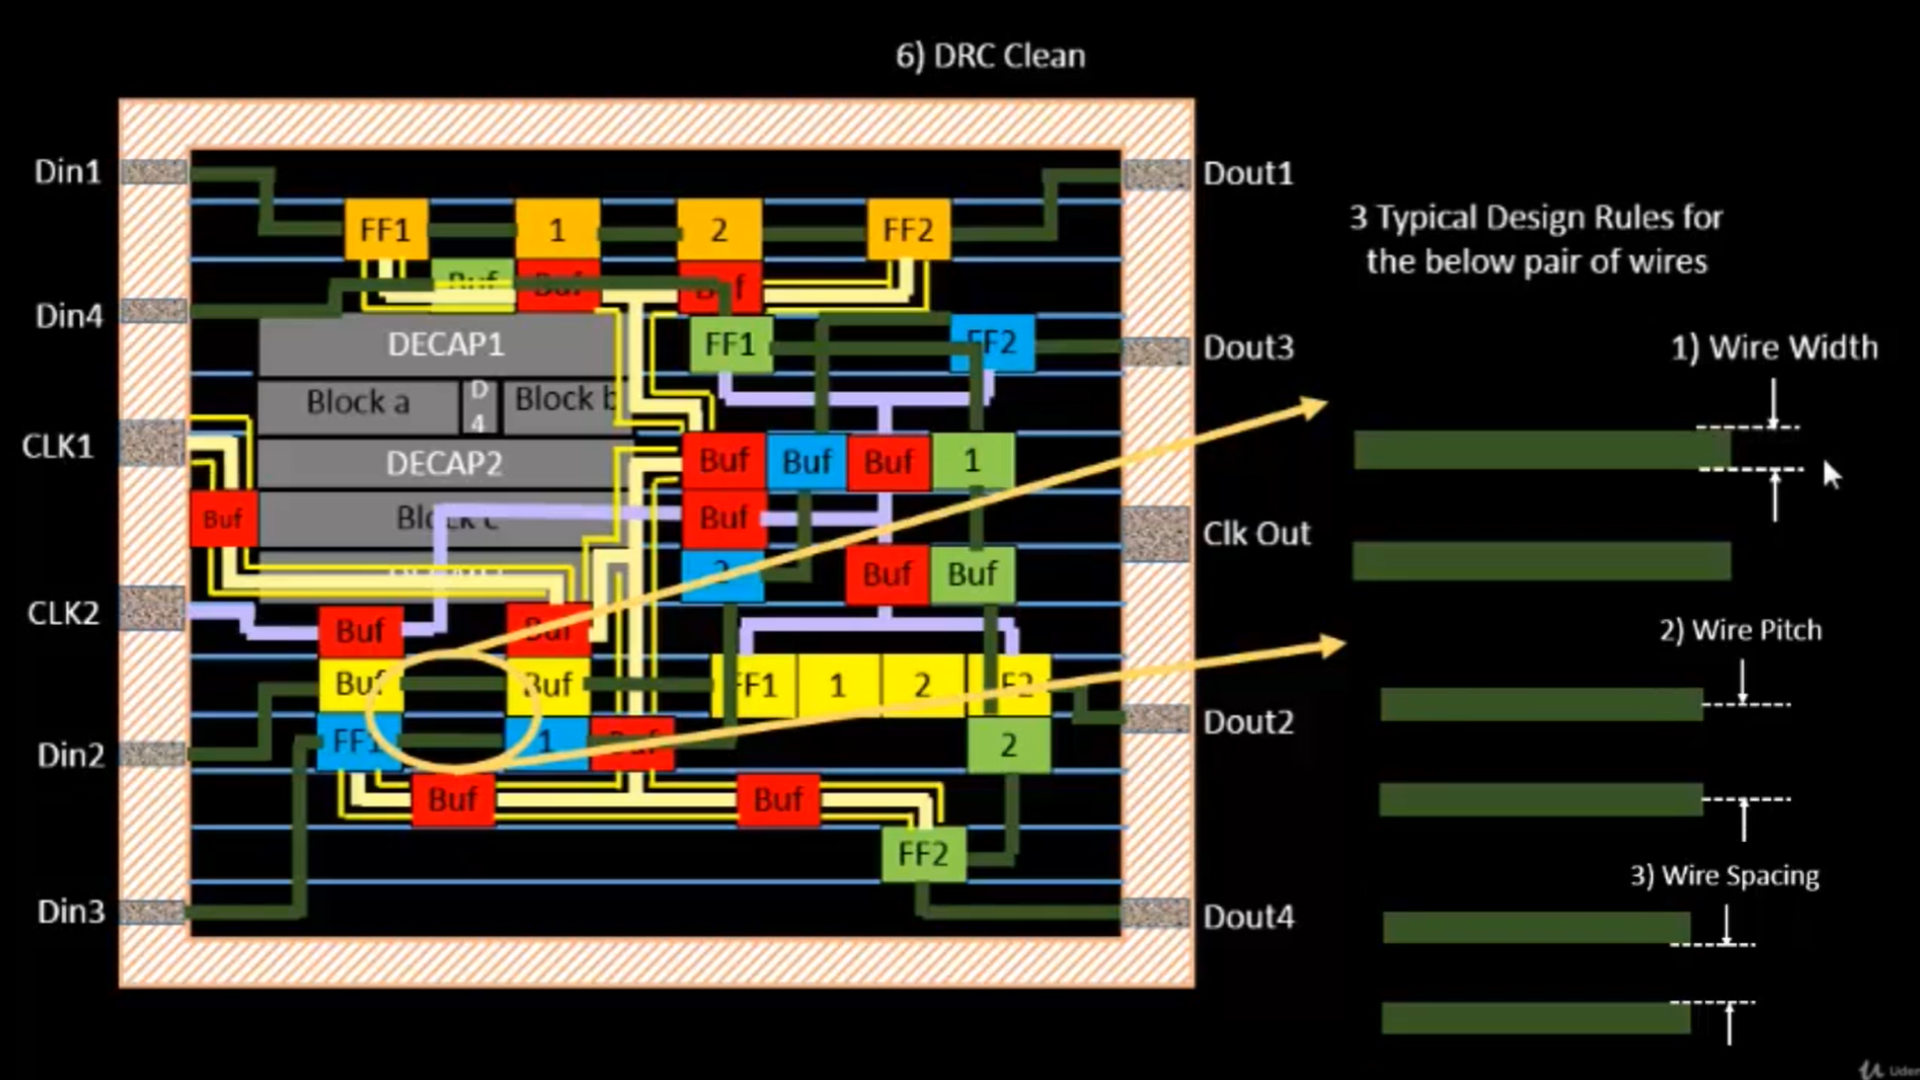 6) DRC Clean
Din1
Dout1
FF1
1
2
FF2
3 Typical Design Rules for
the below pair of wires
Buf
Buf
Din4
DECAP1
FF1
FF2
Dout3
1) Wire Width
Block a
D
4
Block b
CLK1
DECAP2
Buf
Buf
Buf
1
Buf
Block c
Buf
Clk Out
2
Buf
Buf
CLK2
Buf
Buf
2) Wire Pitch
Buf
Buf
FF1
1
2
F2
Dout2
Din2
FF1
1
Buf
2
Buf
Buf
FF2
3) Wire Spacing
Din3
Dout4